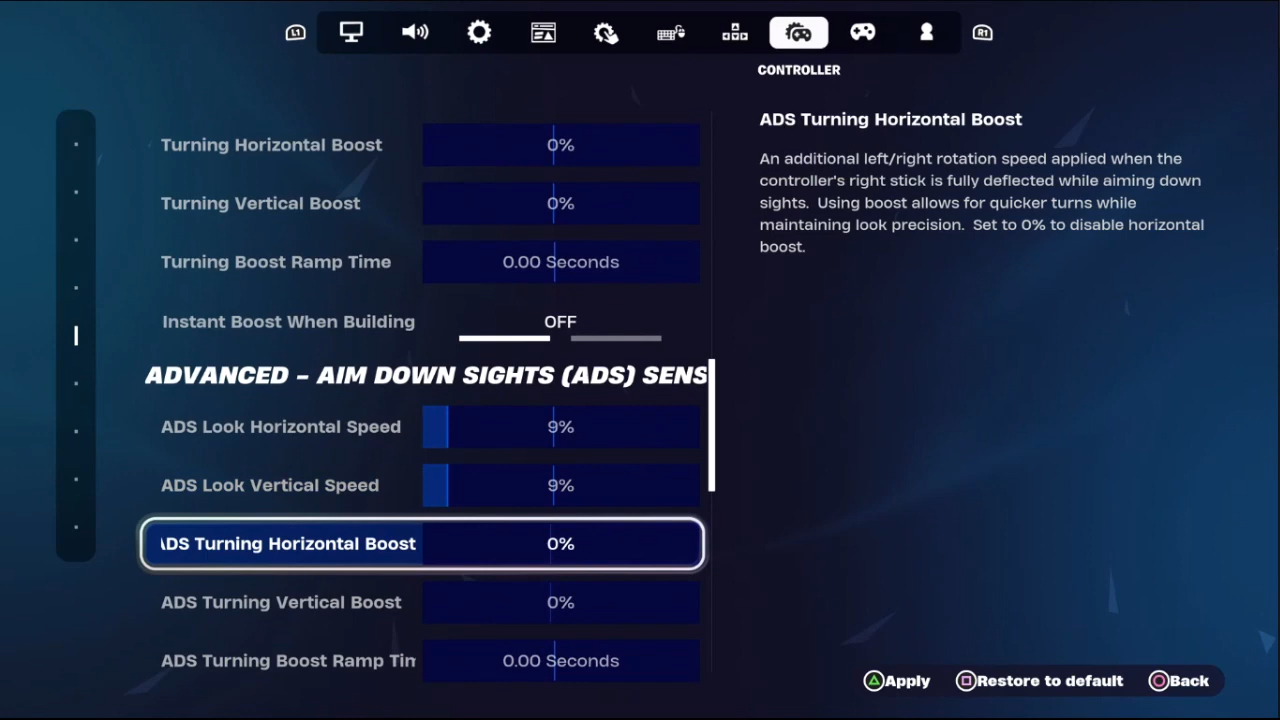 L1
R1
CONTROLLER
Turning Horizontal Boost 0%
Turning Vertical Boost 0%
Turning Boost Ramp Time 0.00 Seconds
Instant Boost When Building OFF
ADVANCED – AIM DOWN SIGHTS (ADS) SENS
ADS Look Horizontal Speed 9%
ADS Look Vertical Speed 9%
ADS Turning Horizontal Boost 0%
ADS Turning Vertical Boost 0%
ADS Turning Boost Ramp Tim 0.00 Seconds
ADS Turning Horizontal Boost
An additional left/right rotation speed applied when the
controller's right stick is fully deflected while aiming down
sights. Using boost allows for quicker turns while
maintaining look precision. Set to 0% to disable horizontal
boost.
Apply Restore to default Back